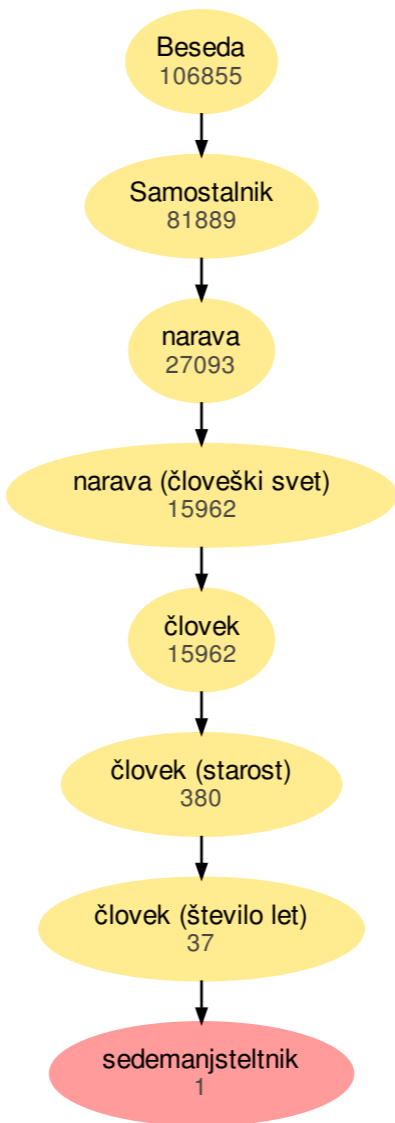 Beseda
106855
Samostalnik
81889
narava
27093
narava (človeški svet)
15962
človek
15962
človek (starost)
380
človek (število let)
37
sedemanjsteltnik
1